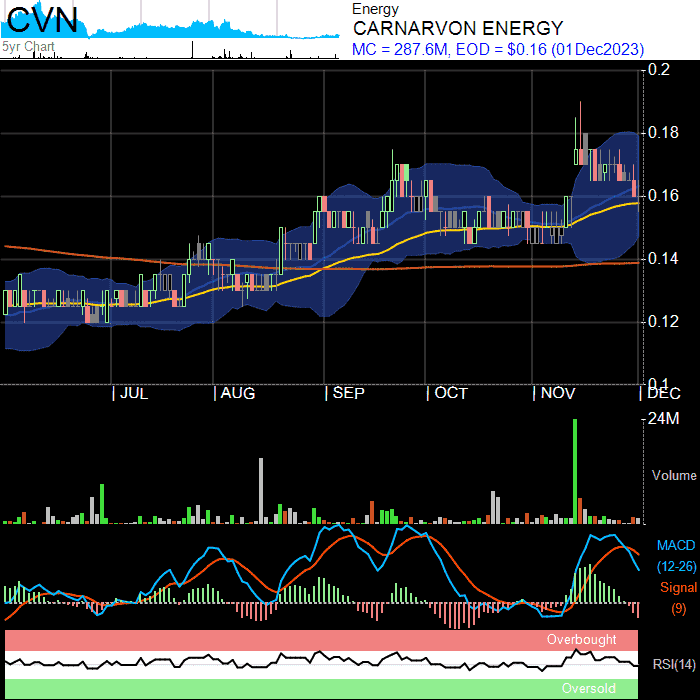 CVN
5yr Chart
Energy
CARNARVON ENERGY
MC = 287.6M, EOD = $0.16 (01Dec2023)
0.2
0.18
0.16
0.14
0.12
0.1
JUL AUG SEP OCT NOV DEC
24M
Volume
MACD
(12-26)
Signal
(9)
Overbought
RSI(14)
Oversold